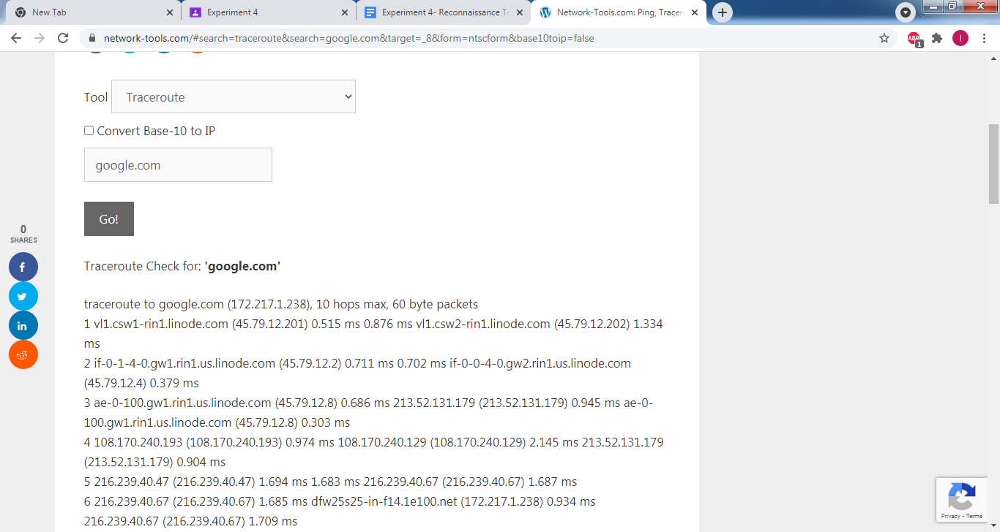 New Tab
Experiment 4
Experiment 4- Reconnaissance To
Network-Tools.com: Ping, Tracero
network-tools.com/#search=traceroute&search=google.com&target=_8&form=ntscform&base10toip=false
ABP
1
I
Tool Traceroute
Convert Base-10 to IP
google.com
Go!
0
SHARES
Traceroute Check for: 'google.com'
traceroute to google.com (172.217.1.238), 10 hops max, 60 byte packets
1 vl1.csw1-rin1.linode.com (45.79.12.201) 0.515 ms 0.876 ms vl1.csw2-rin1.linode.com (45.79.12.202) 1.334
ms
2 if-0-1-4-0.gw1.rin1.us.linode.com (45.79.12.2) 0.711 ms 0.702 ms if-0-0-4-0.gw2.rin1.us.linode.com
(45.79.12.4) 0.379 ms
3 ae-0-100.gw1.rin1.us.linode.com (45.79.12.8) 0.686 ms 213.52.131.179 (213.52.131.179) 0.945 ms ae-0-
100.gw1.rin1.us.linode.com (45.79.12.8) 0.303 ms
4 108.170.240.193 (108.170.240.193) 0.974 ms 108.170.240.129 (108.170.240.129) 2.145 ms 213.52.131.179
(213.52.131.179) 0.904 ms
5 216.239.40.47 (216.239.40.47) 1.694 ms 1.683 ms 216.239.40.67 (216.239.40.67) 1.687 ms
6 216.239.40.67 (216.239.40.67) 1.685 ms dfw25s25-in-f14.1e100.net (172.217.1.238) 0.934 ms
216.239.40.67 (216.239.40.67) 1.709 ms
Privacy - Terms